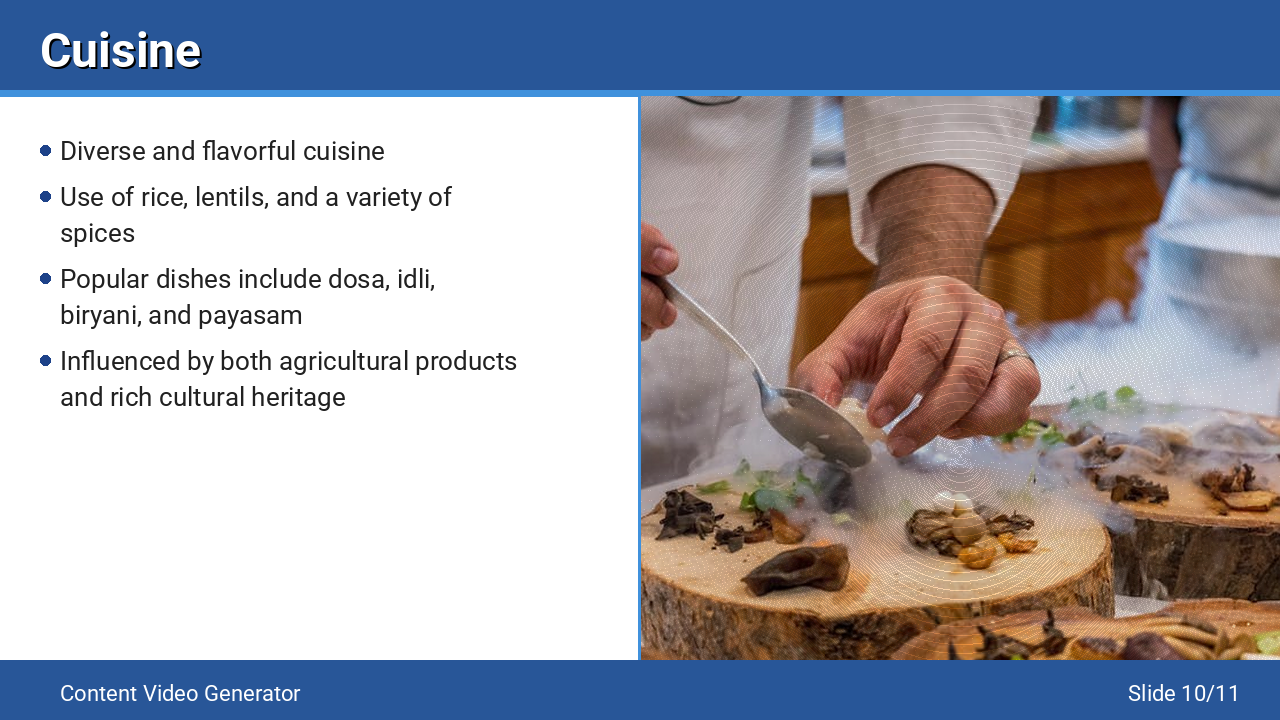 Cuisine
Diverse and flavorful cuisine
Use of rice, lentils, and a variety of
spices
Popular dishes include dosa, idli,
biryani, and payasam
Influenced by both agricultural products
and rich cultural heritage
Content Video Generator
Slide 10/11